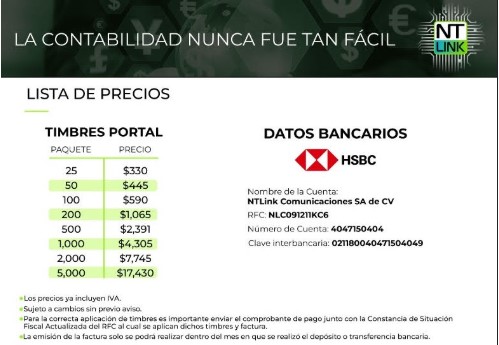 LA CONTABILIDAD NUNCA FUE TAN FÁCIL
NT
LINK
LISTA DE PRECIOS
TIMBRES PORTAL
PAQUETE PRECIO
25 $330
50 $445
100 $590
200 $1,065
500 $2,391
1,000 $4,305
2,000 $7,745
5,000 $17,430
DATOS BANCARIOS
HSBC
Nombre de la Cuenta:
NTLink Comunicaciones SA de CV
RFC: NLC091211KC6
Número de Cuenta: 4047150404
Clave interbancaria: 021180040471504049
Los precios ya incluyen IVA.
Sujeto a cambios sin previo aviso.
Para la correcta aplicación de timbres es importante enviar el comprobante de pago junto con la Constancia de Situación
Fiscal Actualizada del RFC al cual se aplican dichos timbres y factura.
La emisión de la factura solo se podrá realizar dentro del mes en que se realizó el depósito o transferencia bancaria.